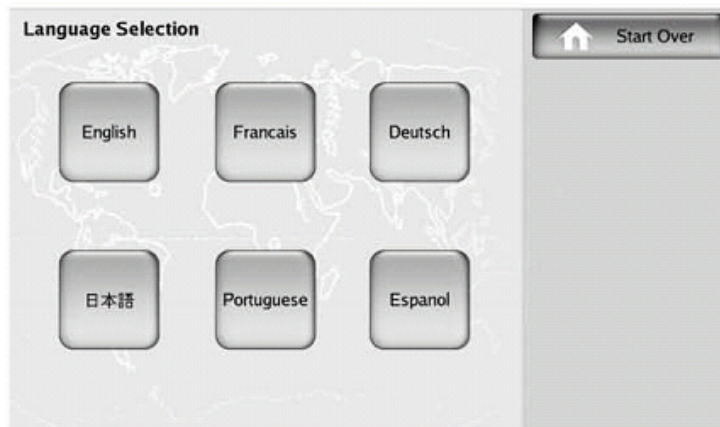 Language Selection
Start Over
English
Francais
Deutsch
日本語
Portuguese
Espanol